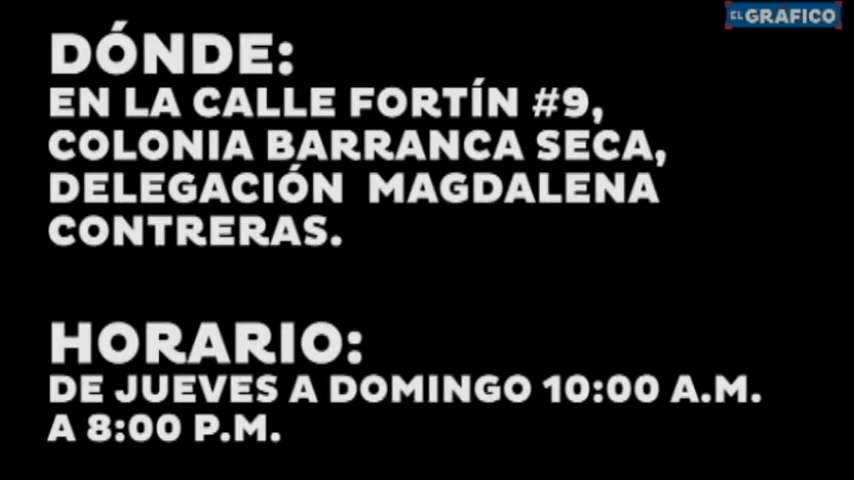 EL GRAFICO
DÓNDE:
EN LA CALLE FORTÍN #9,
COLONIA BARRANCA SECA,
DELEGACIÓN MAGDALENA
CONTRERAS.
HORARIO:
DE JUEVES A DOMINGO 10:00 A.M.
A 8:00 P.M.